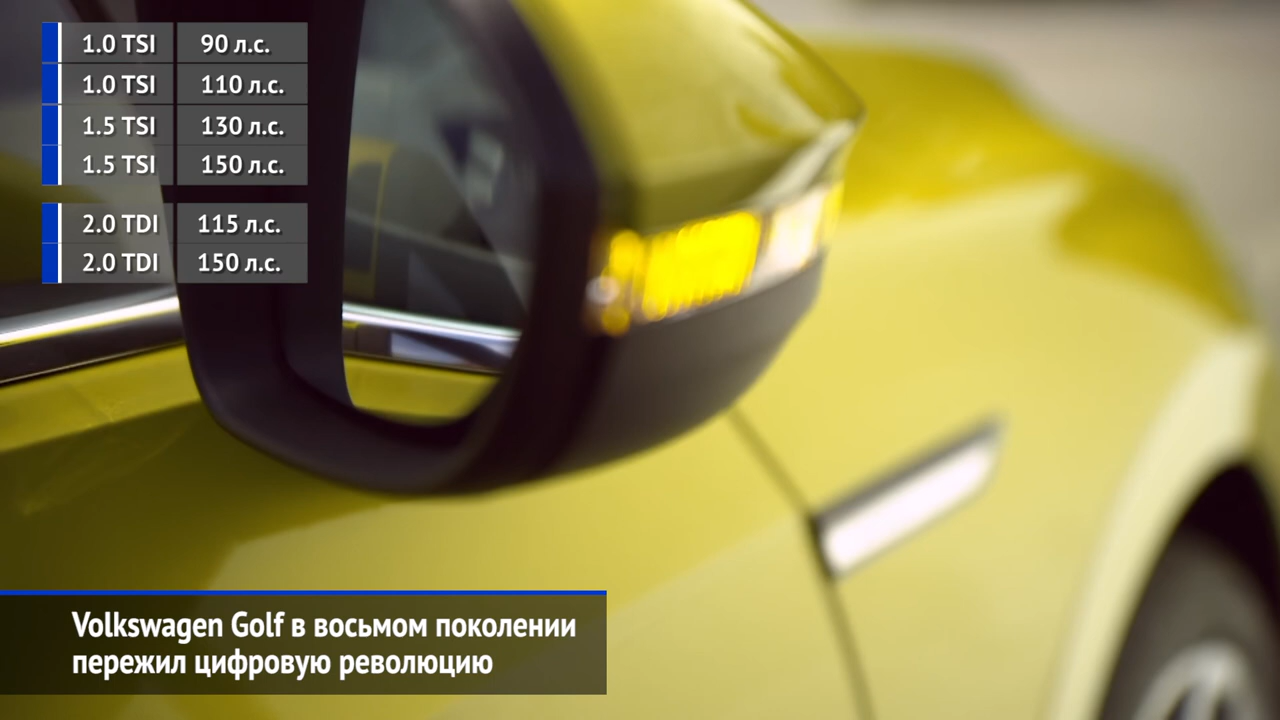 1.0 TSI 90 л.с.
1.0 TSI 110 л.с.
1.5 TSI 130 л.с.
1.5 TSI 150 л.с.
2.0 TDI 115 л.с.
2.0 TDI 150 л.с.
Volkswagen Golf в восьмом поколении
пережил цифровую революцию